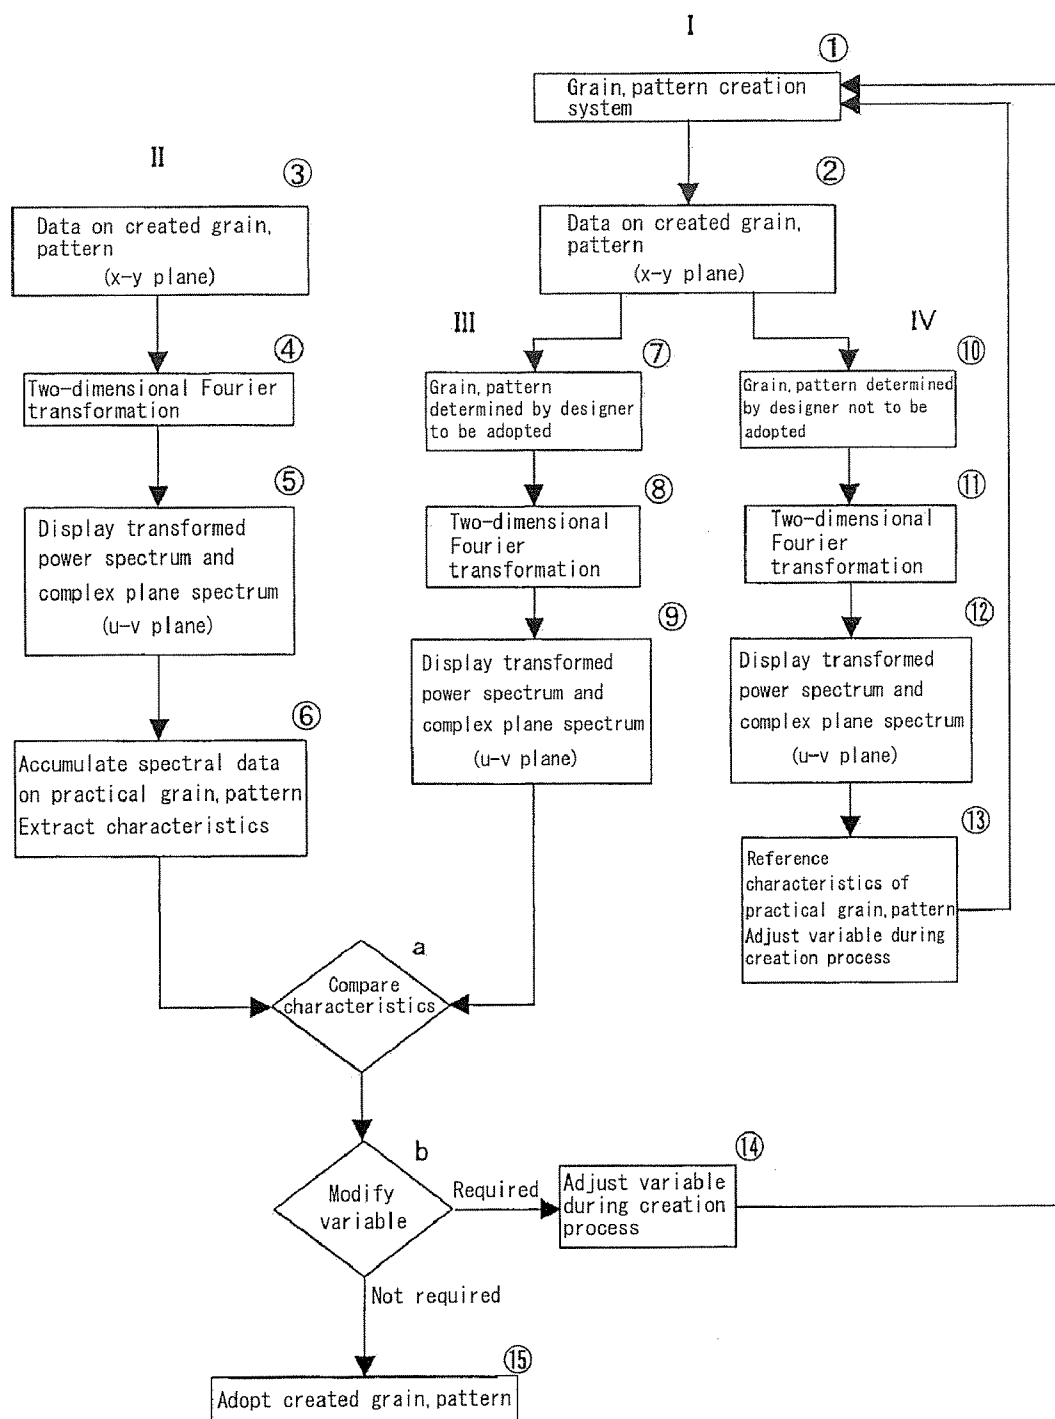 I
①
Grain, pattern creation
system
②
Data on created grain,
pattern
(x-y plane)
II
③
Data on created grain,
pattern
(x-y plane)
④
Two-dimensional Fourier
transformation
⑤
Display transformed
power spectrum and
complex plane spectrum
(u-v plane)
⑥
Accumulate spectral data
on practical grain, pattern
Extract characteristics
III
⑦
Grain, pattern
determined by designer
to be adopted
⑧
Two-dimensional
Fourier
transformation
⑨
Display transformed
power spectrum and
complex plane spectrum
(u-v plane)
IV
⑩
Grain, pattern determined
by designer not to be
adopted
⑪
Two-dimensional
Fourier
transformation
⑫
Display transformed
power spectrum and
complex plane spectrum
(u-v plane)
⑬
Reference
characteristics of
practical grain, pattern
Adjust variable during
creation process
a
Compare
characteristics
b
Modify
variable
Required
⑭
Adjust variable
during creation
process
Not required
⑮
Adopt created grain, pattern